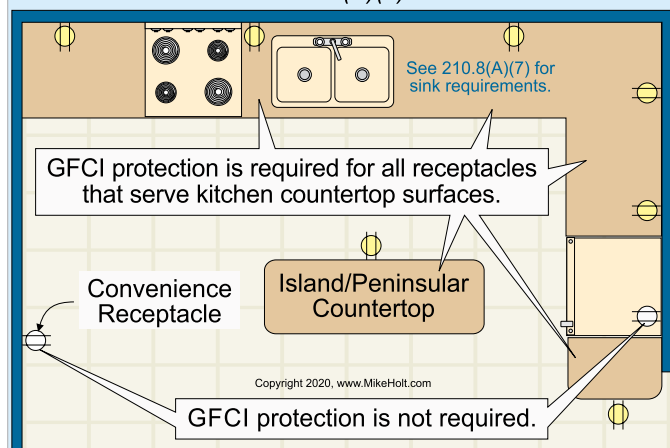 See 210.8(A)(7) for
sink requirements.
GFCI protection is required for all receptacles
that serve kitchen countertop surfaces.
Island/Peninsular
Countertop
Convenience
Receptacle
Copyright 2020, www.MikeHolt.com
GFCI protection is not required.